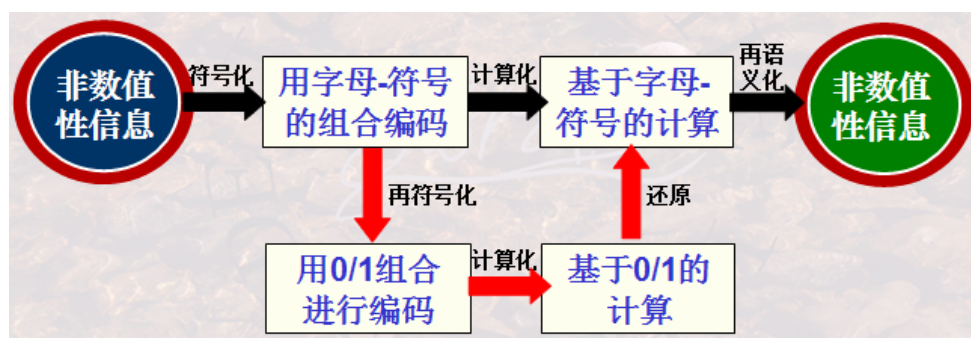 非数值
性信息
符号化
用字母-符号
的组合编码
计算化
基于字母-
符号的计算
再语
义化
非数值
性信息
再符号化
还原
用0/1组合
进行编码
计算化
基于0/1的
计算